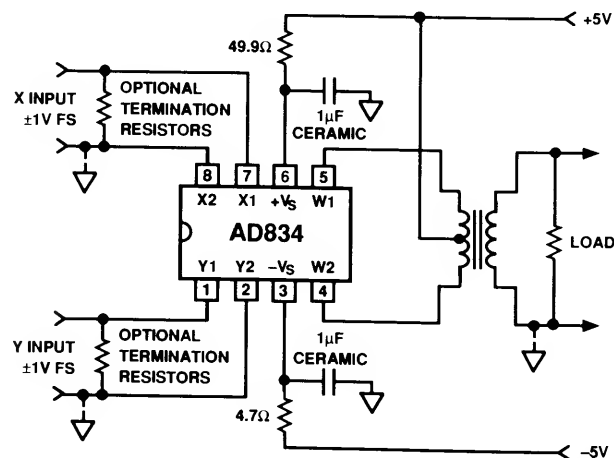 +5V
49.9Ω
X INPUT
±1V FS
OPTIONAL
TERMINATION
RESISTORS
1µF
CERAMIC
8
7
6
5
X2
X1
+VS
W1
AD834
LOAD
Y1
Y2
−VS
W2
1
2
3
4
Y INPUT
±1V FS
OPTIONAL
TERMINATION
RESISTORS
1µF
CERAMIC
4.7Ω
−5V